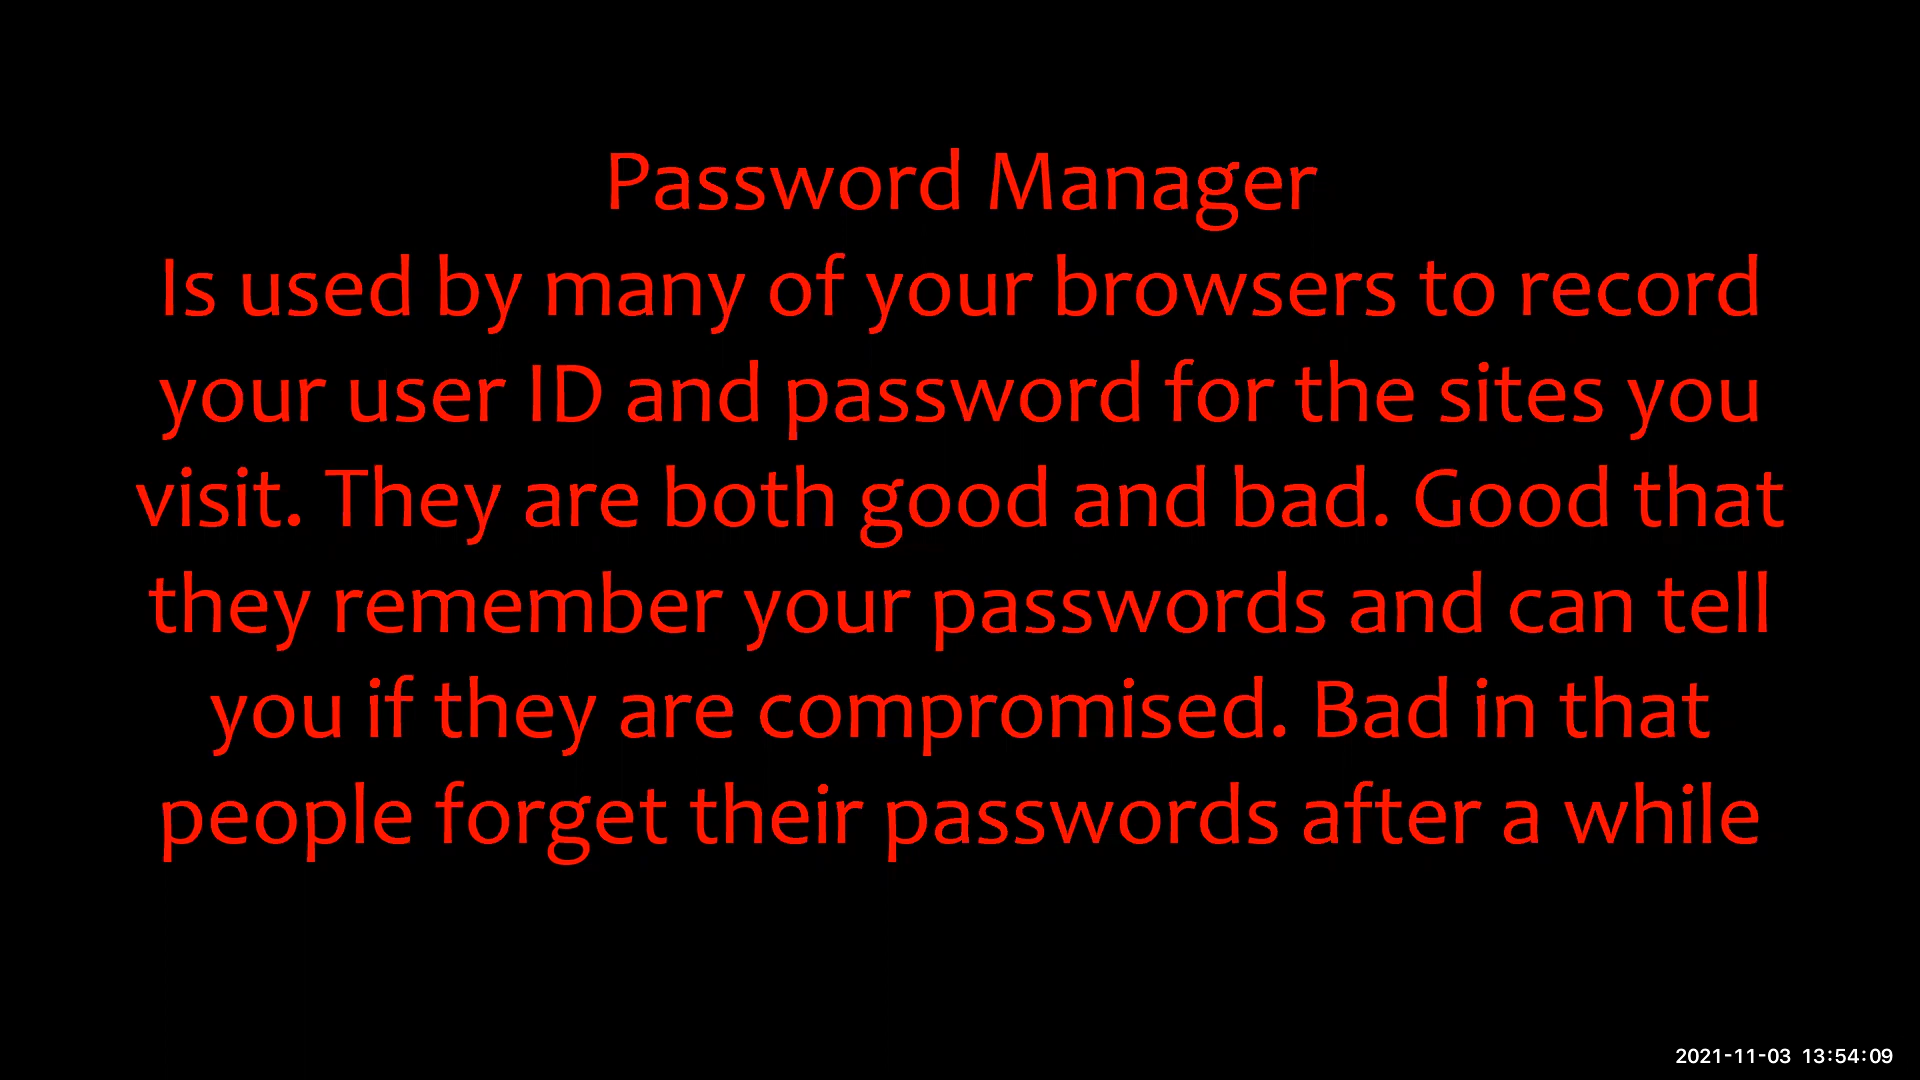 Password Manager
Is used by many of your browsers to record
your user ID and password for the sites you
visit. They are both good and bad. Good that
they remember your passwords and can tell
you if they are compromised. Bad in that
people forget their passwords after a while
2021-11-03 13:54:09